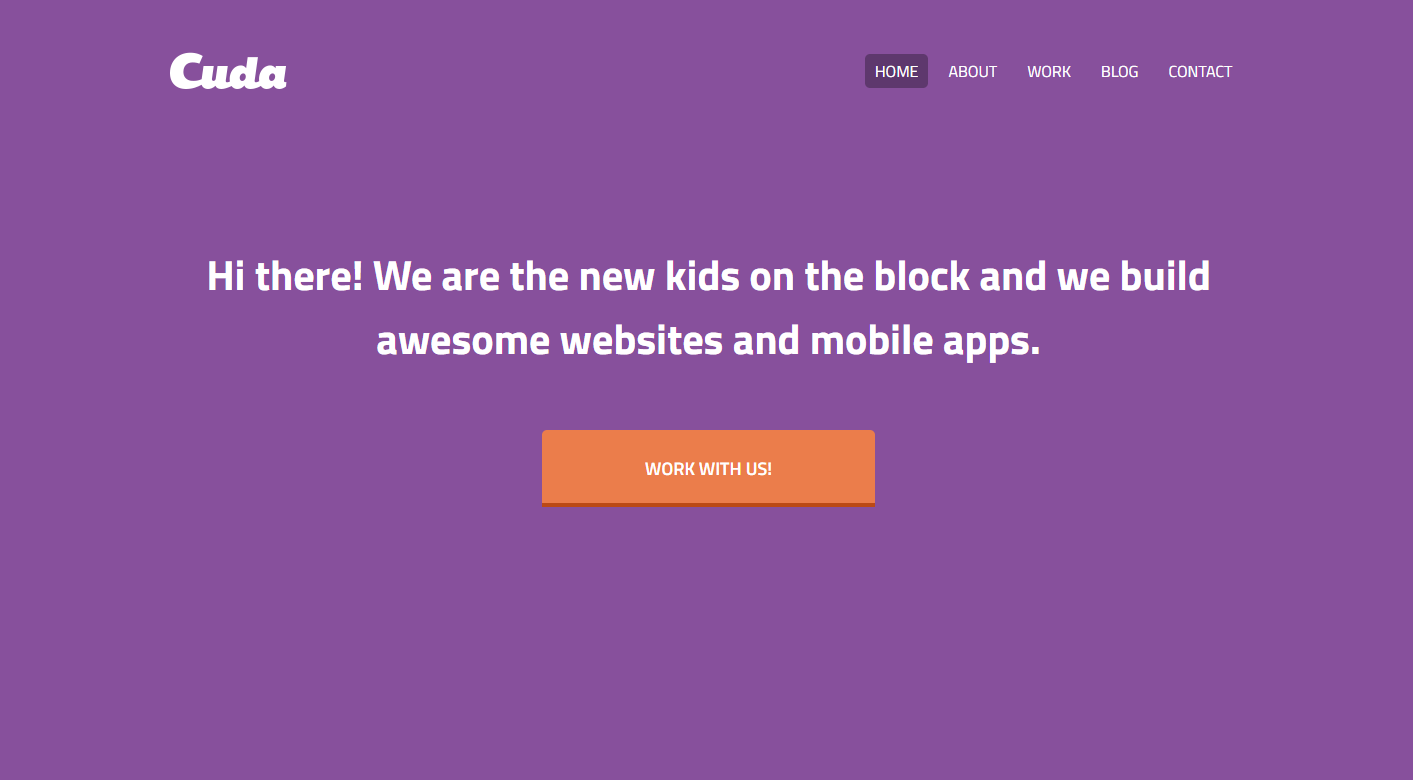 Cuda
HOME ABOUT WORK BLOG CONTACT
Hi there! We are the new kids on the block and we build
awesome websites and mobile apps.
WORK WITH US!